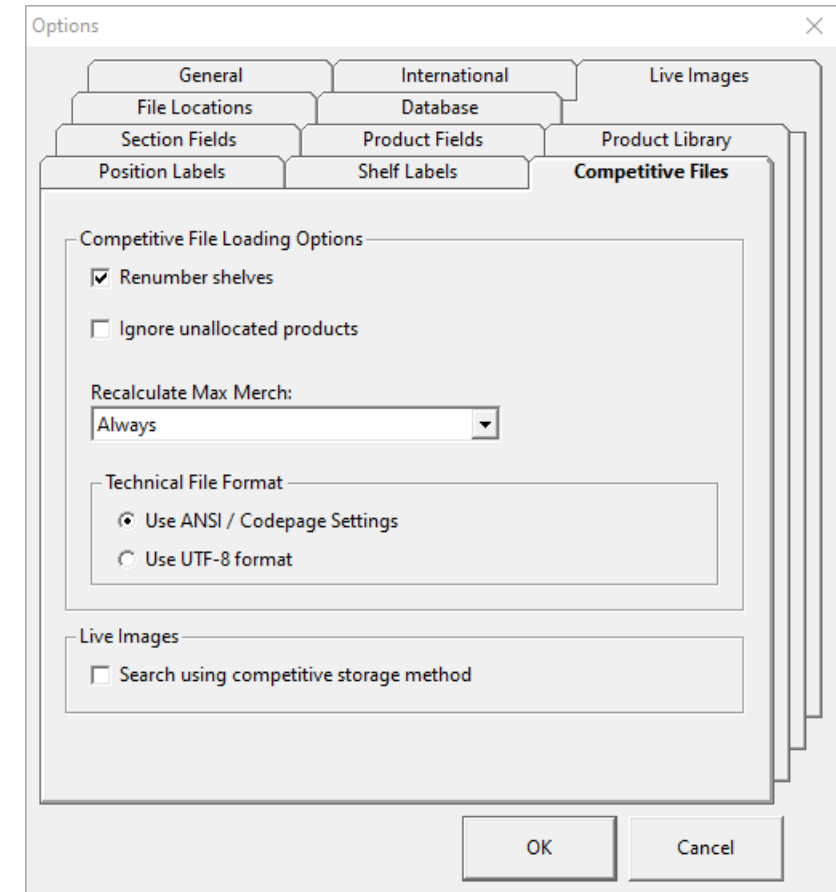 Options
General International Live Images
File Locations Database
Section Fields Product Fields Product Library
Position Labels Shelf Labels Competitive Files
Competitive File Loading Options
Renumber shelves
Ignore unallocated products
Recalculate Max Merch:
Always
Technical File Format
Use ANSI / Codepage Settings
Use UTF-8 format
Live Images
Search using competitive storage method
OK Cancel